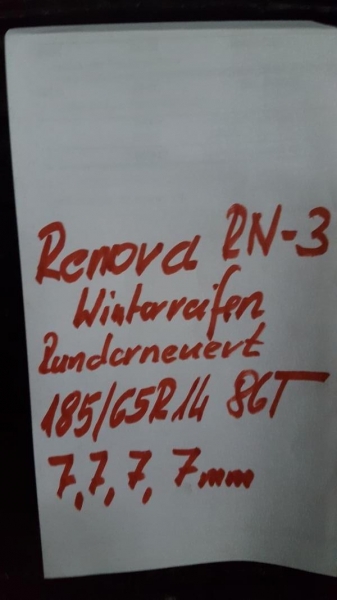 Renova RN-3
Winterreifen
Runderneuert
185/65R14 86T
7,7,7, 7mm